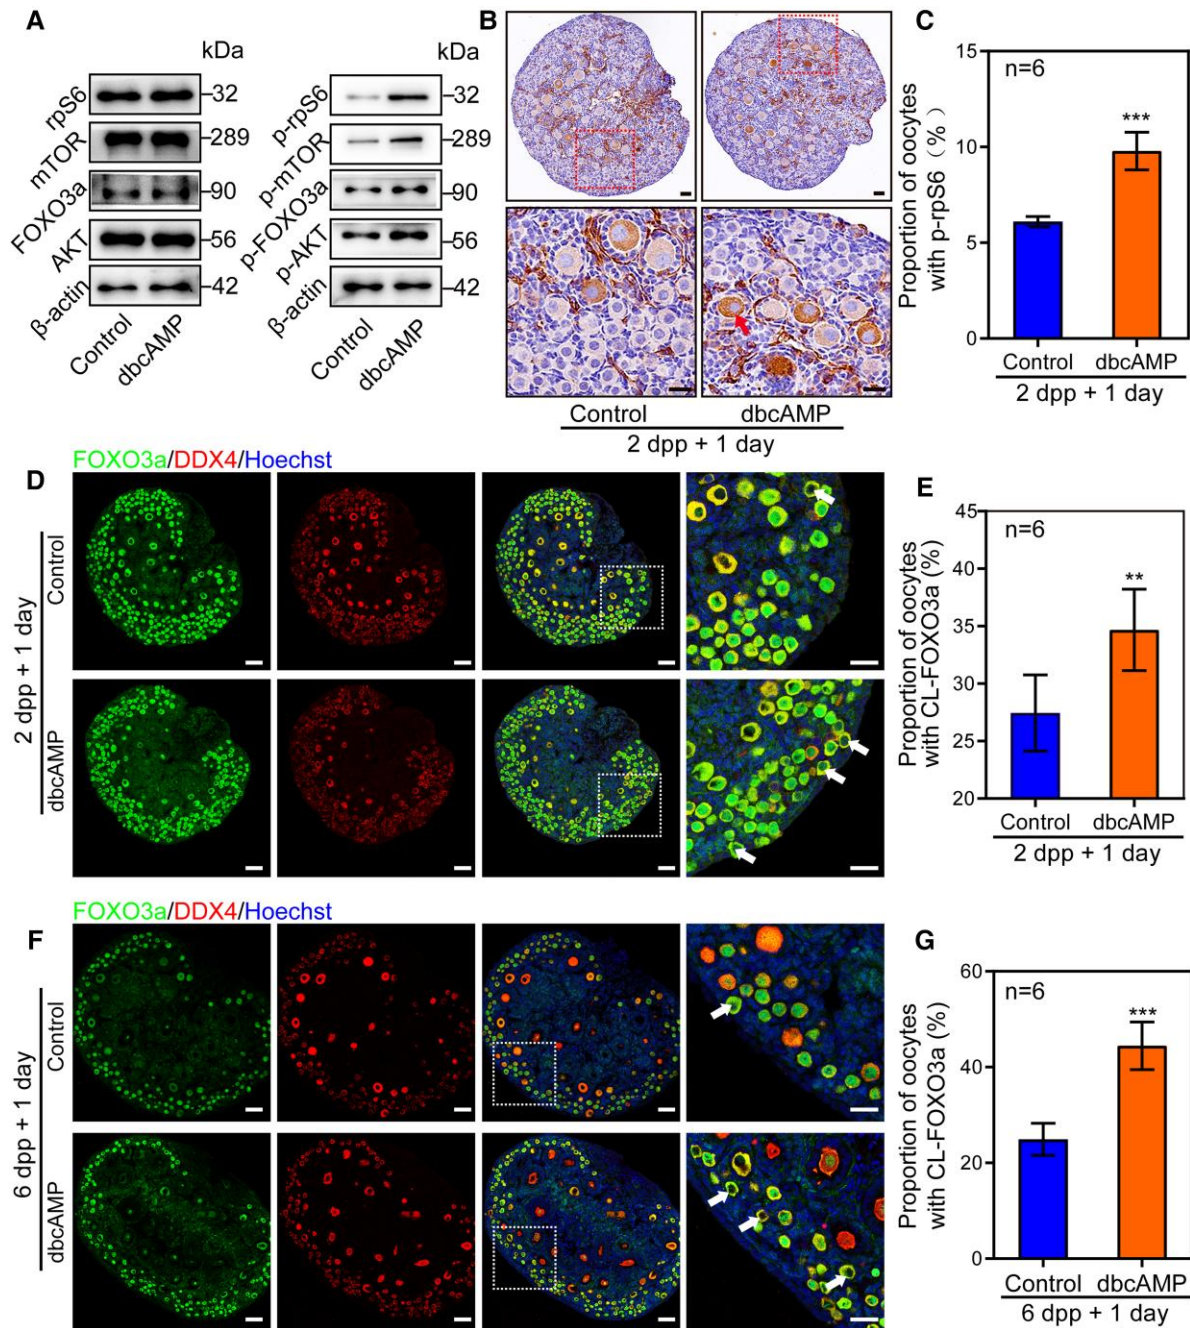 A
kDa
rpS6
32
mTOR
289
FOXO3a
90
AKT
56
β-actin
42
Control
dbcAMP
kDa
p-rpS6
32
p-mTOR
289
p-FOXO3a
90
p-AKT
56
β-actin
42
Control
dbcAMP
B
Control
dbcAMP
2 dpp + 1 day
C
Proportion of oocytes
with p-rpS6 (%)
15
10
5
0
n=6
***
Control
dbcAMP
2 dpp + 1 day
FOXO3a/DDX4/Hoechst
D
2 dpp + 1 day
Control
dbcAMP
E
Proportion of oocytes
with CL-FOXO3a (%)
45
40
35
30
25
20
n=6
**
Control
dbcAMP
2 dpp + 1 day
FOXO3a/DDX4/Hoechst
F
6 dpp + 1 day
Control
dbcAMP
G
Proportion of oocytes
with CL-FOXO3a (%)
60
40
20
0
n=6
***
Control
dbcAMP
6 dpp + 1 day